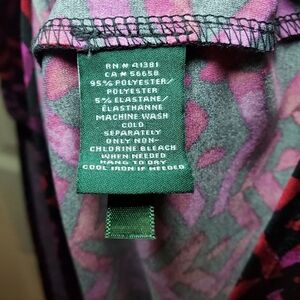 RN # 41381
CA # 56658
95% POLYESTER/
POLYESTER
5% ELASTANE/
ÉLASTHANNE
MACHINE WASH
COLD
SEPARATELY
ONLY NON-
CHLORINE BLEACH
WHEN NEEDED
HANG TO DRY
COOL IRON IF NEEDED